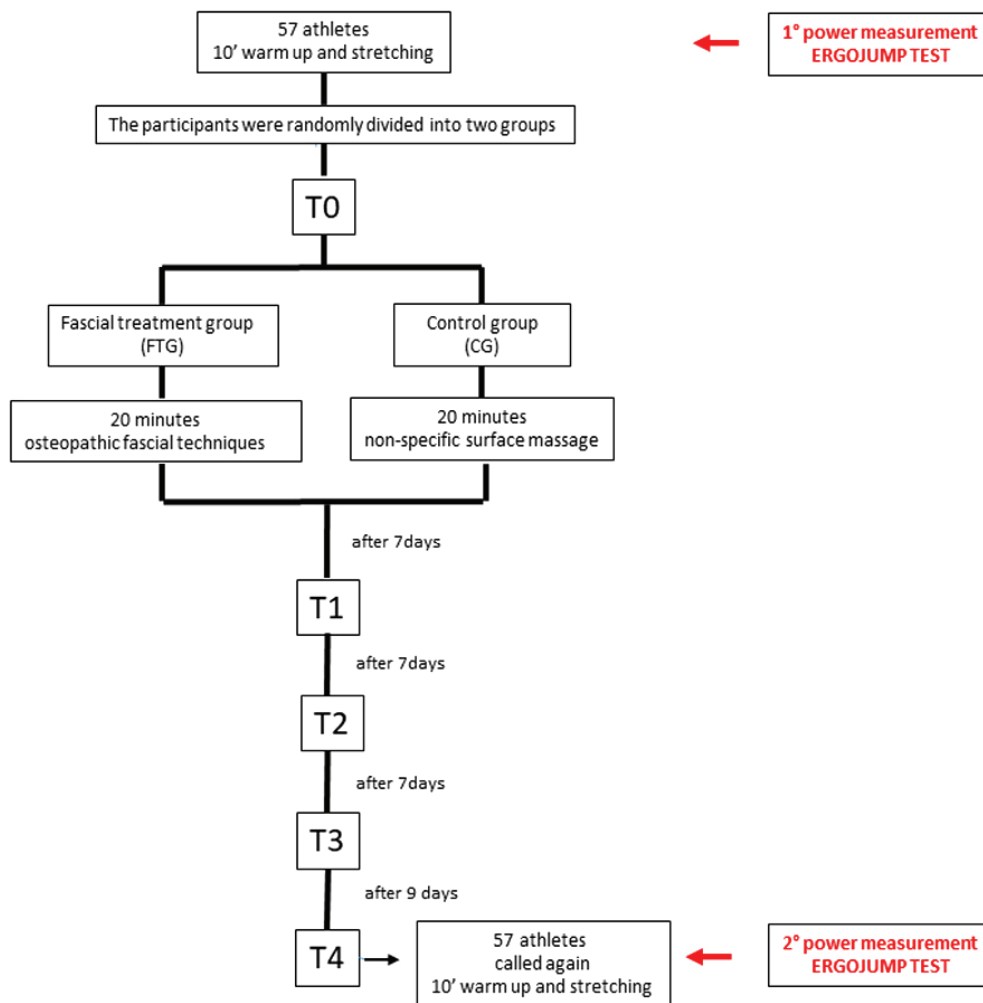 57 athletes
10’ warm up and stretching
1° power measurement
ERGOJUMP TEST
The participants were randomly divided into two groups
T0
Fascial treatment group
(FTG)
Control group
(CG)
20 minutes
osteopathic fascial techniques
20 minutes
non-specific surface massage
after 7days
T1
after 7days
T2
after 7days
T3
after 9 days
T4
57 athletes
called again
10’ warm up and stretching
2° power measurement
ERGOJUMP TEST